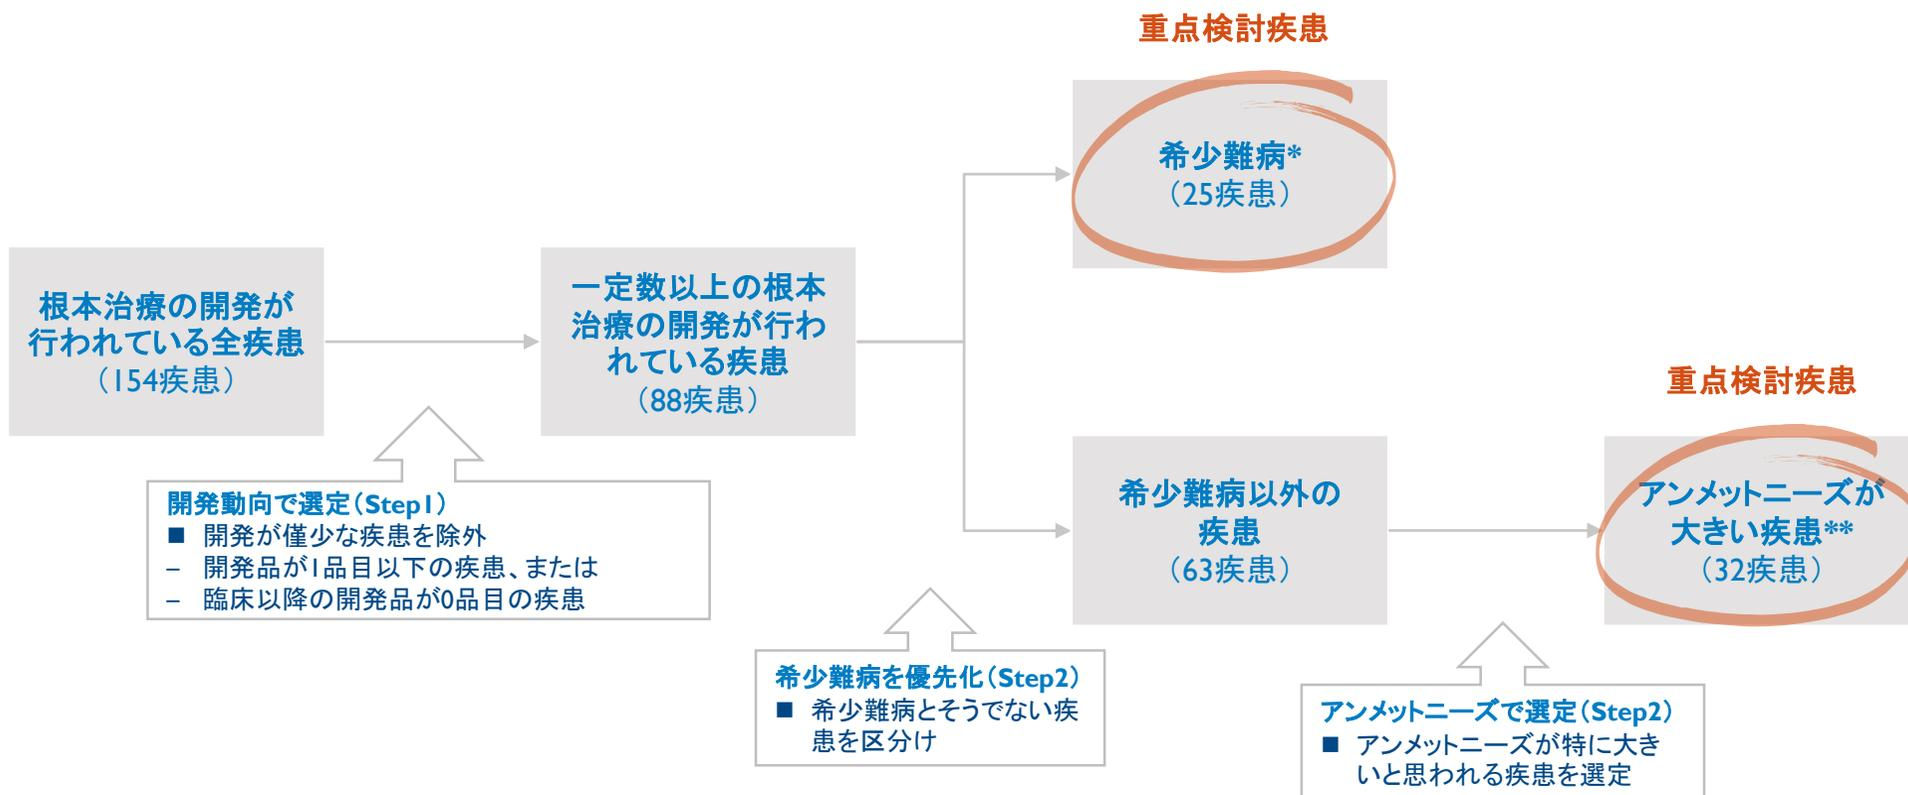 重点検討疾患
希少難病*
（25疾患）
根本治療の開発が
行われている全疾患
（154疾患）
一定数以上の根本
治療の開発が行わ
れている疾患
（88疾患）
重点検討疾患
希少難病以外の
疾患
（63疾患）
アンメットニーズが
大きい疾患**
（32疾患）
開発動向で選定（Step1）
■ 開発が僅少な疾患を除外
– 開発品が1品目以下の疾患、または
– 臨床以降の開発品が0品目の疾患
希少難病を優先化（Step2）
■ 希少難病とそうでない疾
患を区分け
アンメットニーズで選定（Step2）
■ アンメットニーズが特に大き
いと思われる疾患を選定